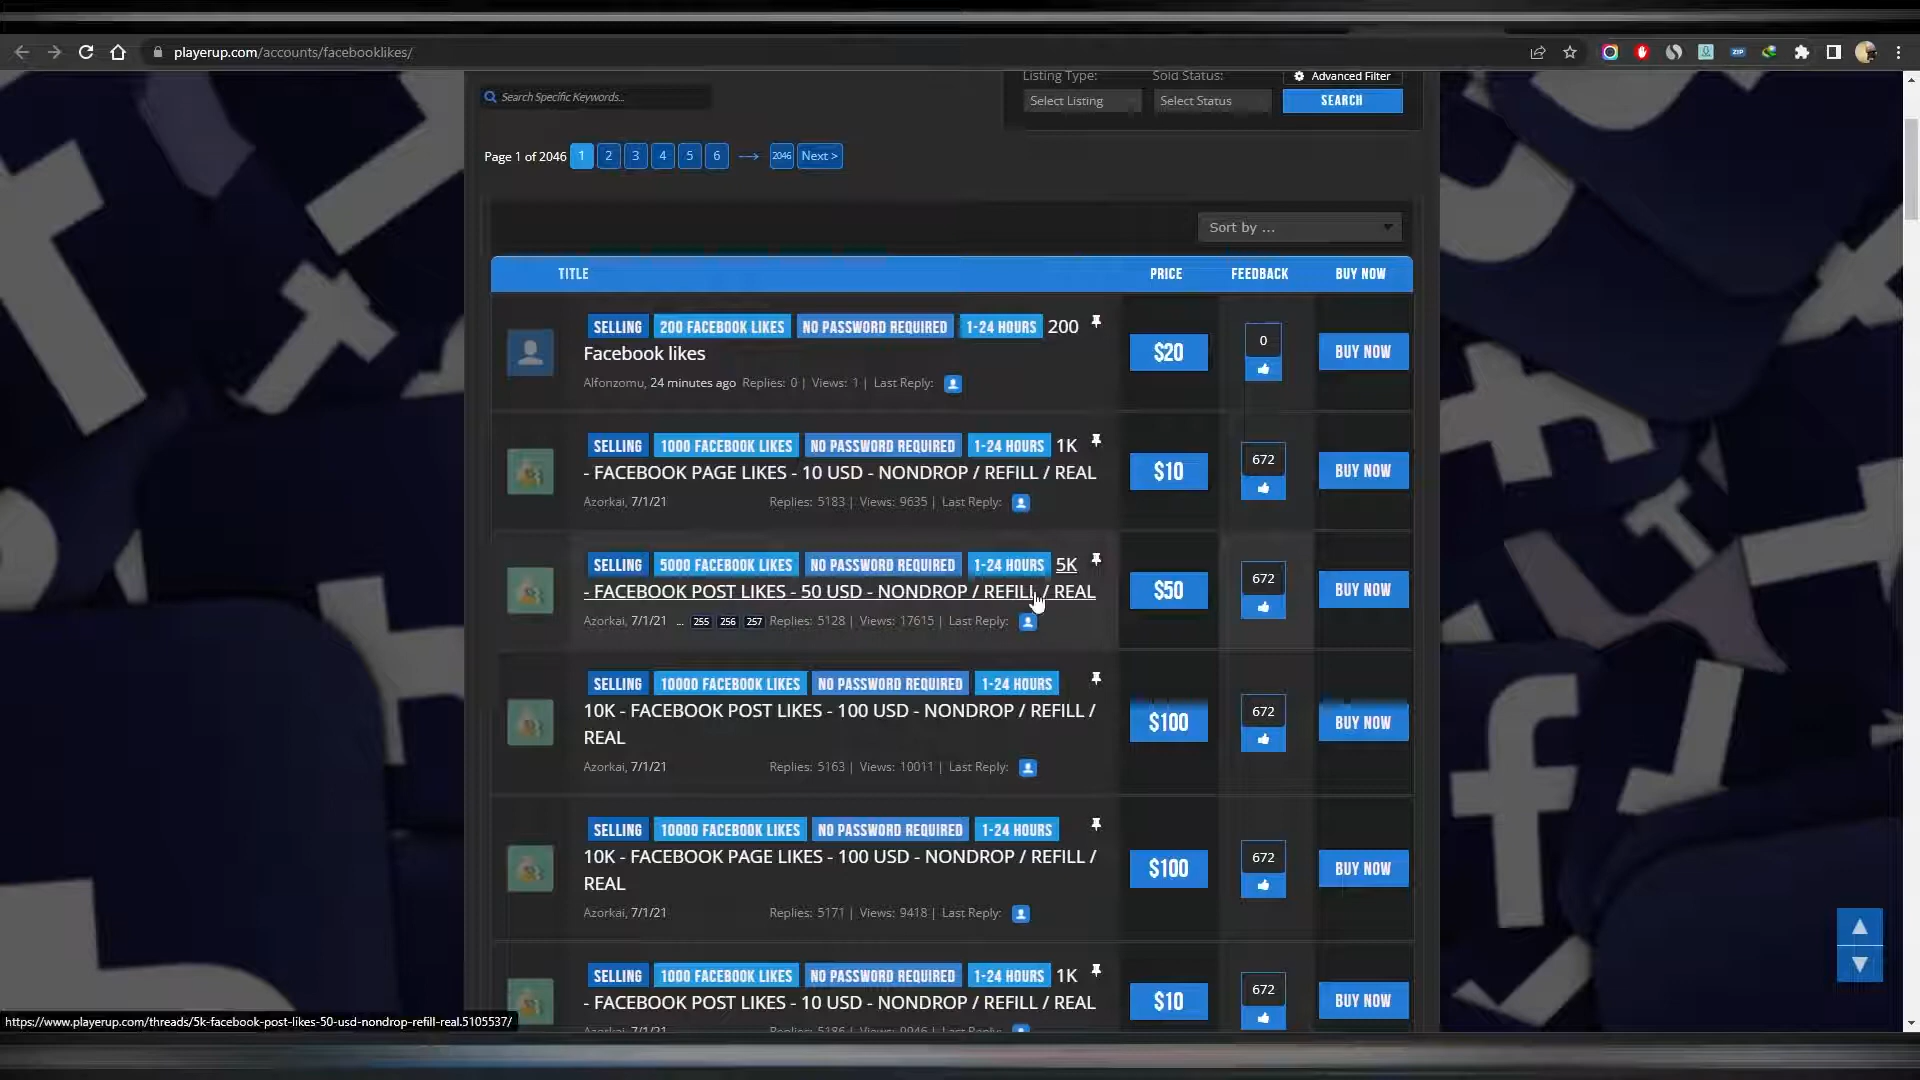 playerup.com/accounts/facebooklikes/
Listing Type: Sold Status: Advanced Filter
Search Specific Keywords... Select Listing Select Status SEARCH
Page 1 of 2046 1 2 3 4 5 6 2046 Next >
Sort by ...
TITLE PRICE FEEDBACK BUY NOW
SELLING 200 FACEBOOK LIKES NO PASSWORD REQUIRED 1-24 HOURS 200
Facebook likes $20 0 BUY NOW
Alfonzomu, 24 minutes ago Replies: 0 | Views: 1 | Last Reply:
SELLING 1000 FACEBOOK LIKES NO PASSWORD REQUIRED 1-24 HOURS 1K
- FACEBOOK PAGE LIKES - 10 USD - NONDROP / REFILL / REAL $10 672 BUY NOW
Azorkai, 7/1/21 Replies: 5183 | Views: 9635 | Last Reply:
SELLING 5000 FACEBOOK LIKES NO PASSWORD REQUIRED 1-24 HOURS 5K
- FACEBOOK POST LIKES - 50 USD - NONDROP / REFILL / REAL $50 672 BUY NOW
Azorkai, 7/1/21 ... 255 256 257 Replies: 5128 | Views: 17615 | Last Reply:
SELLING 10000 FACEBOOK LIKES NO PASSWORD REQUIRED 1-24 HOURS
10K - FACEBOOK POST LIKES - 100 USD - NONDROP / REFILL / $100 672 BUY NOW
REAL
Azorkai, 7/1/21 Replies: 5163 | Views: 10011 | Last Reply:
SELLING 10000 FACEBOOK LIKES NO PASSWORD REQUIRED 1-24 HOURS
10K - FACEBOOK PAGE LIKES - 100 USD - NONDROP / REFILL / $100 672 BUY NOW
REAL
Azorkai, 7/1/21 Replies: 5171 | Views: 9418 | Last Reply:
SELLING 1000 FACEBOOK LIKES NO PASSWORD REQUIRED 1-24 HOURS 1K
- FACEBOOK POST LIKES - 10 USD - NONDROP / REFILL / REAL $10 672 BUY NOW
https://www.playerup.com/threads/5k-facebook-post-likes-50-usd-nondrop-refill-real.5105537/